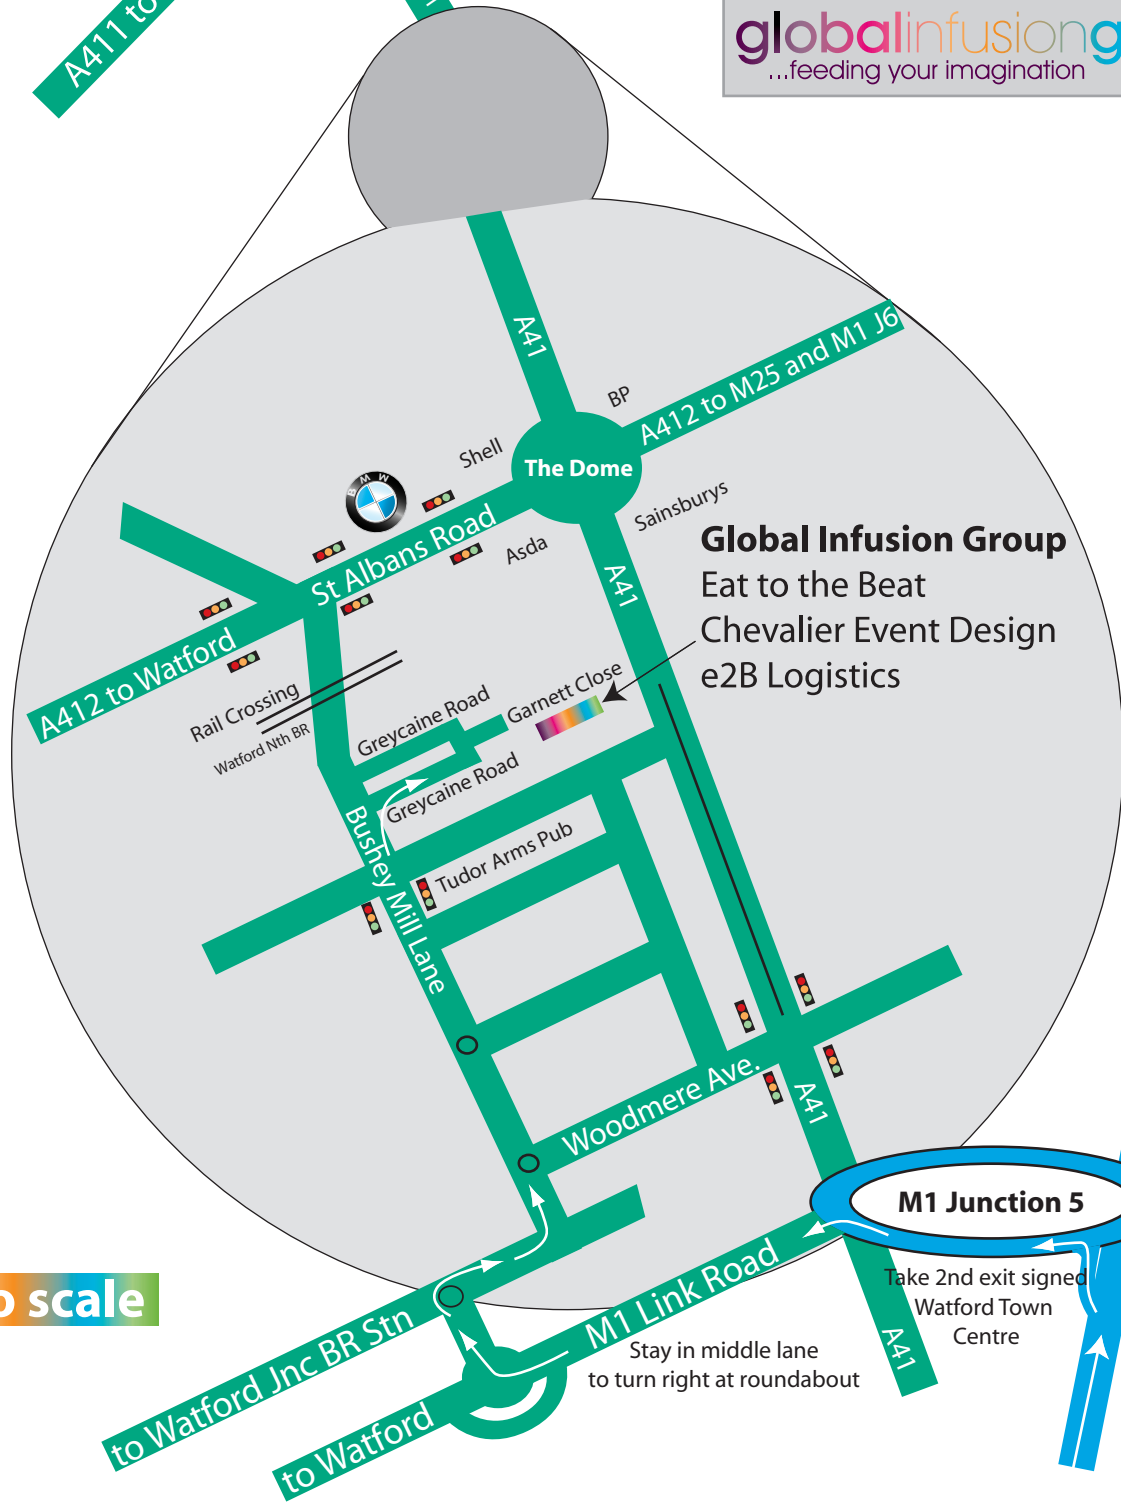 A411 to
globalinfusiong
...feeding your imagination
A41
BP
A412 to M25 and M1 J6
Shell
The Dome
BMW
St Albans Road
Asda
Sainsburys
A41
Global Infusion Group
Eat to the Beat
Chevalier Event Design
e2B Logistics
A412 to Watford
Rail Crossing
Watford Nth BR
Greycaine Road
Garnett Close
Greycaine Road
Bushey Mill Lane
Tudor Arms Pub
Woodmere Ave.
A41
M1 Junction 5
Take 2nd exit signed
Watford Town
Centre
M1 Link Road
A41
Stay in middle lane
to turn right at roundabout
scale
to Watford Jnc BR Stn
to Watford